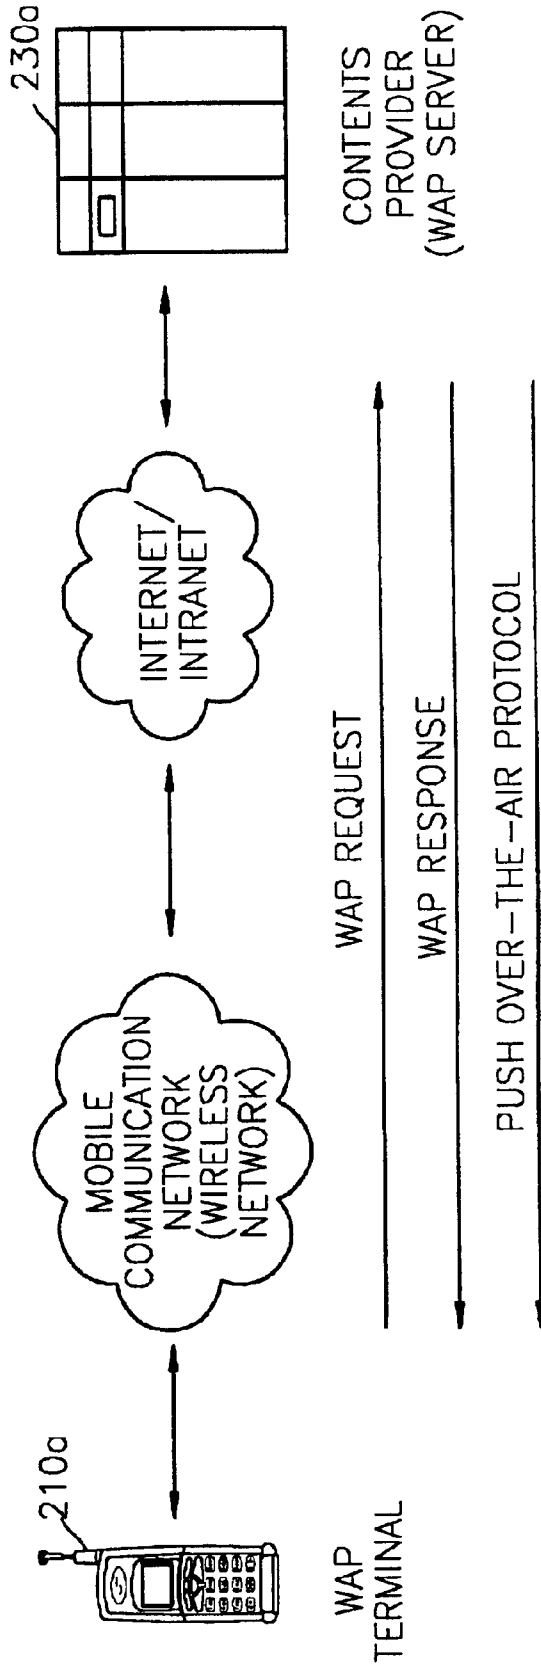 210a
230a
MOBILE
COMMUNICATION
NETWORK
(WIRELESS
NETWORK)
INTERNET/
INTRANET
WAP
TERMINAL
CONTENTS
PROVIDER
(WAP SERVER)
WAP REQUEST
WAP RESPONSE
PUSH OVER-THE-AIR PROTOCOL